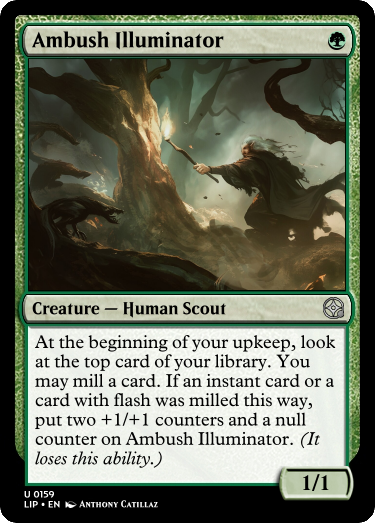 Ambush Illuminator
Creature — Human Scout
At the beginning of your upkeep, look
at the top card of your library. You
may mill a card. If an instant card or a
card with flash was milled this way,
put two +1/+1 counters and a null
counter on Ambush Illuminator. (It
loses this ability.)
1/1
U 0159
LIP • EN Anthony Catillaz